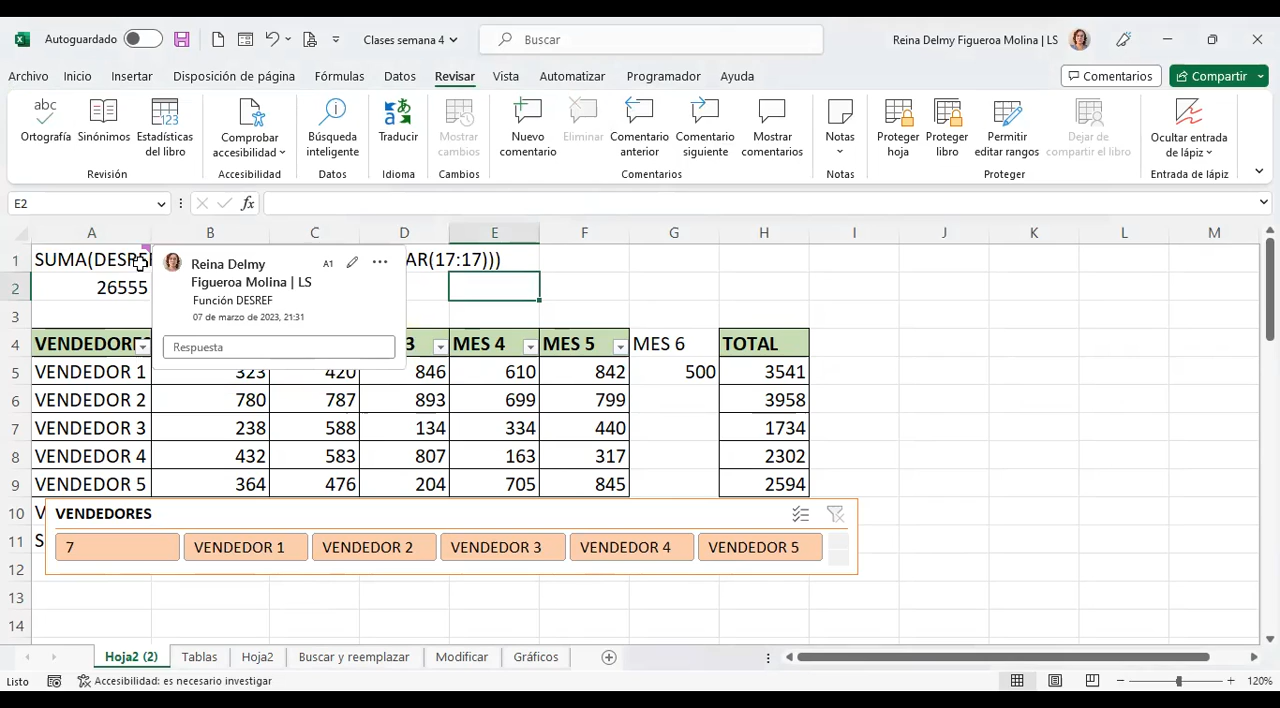 Autoguardado
Clases semana 4
Buscar
Reina Delmy Figueroa Molina | LS
Archivo Inicio Insertar Disposición de página Fórmulas Datos Revisar Vista Automatizar Programador Ayuda
Comentarios Compartir
Ortografía Sinónimos Estadísticas del libro
Comprobar accesibilidad
Búsqueda inteligente
Traducir
Mostrar cambios
Nuevo comentario Eliminar Comentario anterior Comentario siguiente Mostrar comentarios
Notas
Proteger hoja Proteger libro Permitir editar rangos Dejar de compartir el libro
Ocultar entrada de lápiz
Revisión Accesibilidad Datos Idioma Cambios Comentarios Notas Proteger Entrada de lápiz
E2 fx
A B C D E F G H I J K L M
1 SUMA(DESR AR(17:17)))
2 26555
3
Reina Delmy A1
Figueroa Molina | LS
Función DESREF
07 de marzo de 2023, 21:31
Respuesta
4 VENDEDORES 3 MES 4 MES 5 MES 6 TOTAL
5 VENDEDOR 1 323 420 846 610 842 500 3541
6 VENDEDOR 2 780 787 893 699 799 3958
7 VENDEDOR 3 238 588 134 334 440 1734
8 VENDEDOR 4 432 583 807 163 317 2302
9 VENDEDOR 5 364 476 204 705 845 2594
10 V
11 S
VENDEDORES
7 VENDEDOR 1 VENDEDOR 2 VENDEDOR 3 VENDEDOR 4 VENDEDOR 5
12
13
14
Hoja2 (2) Tablas Hoja2 Buscar y reemplazar Modificar Gráficos
Listo Accesibilidad: es necesario investigar 120%